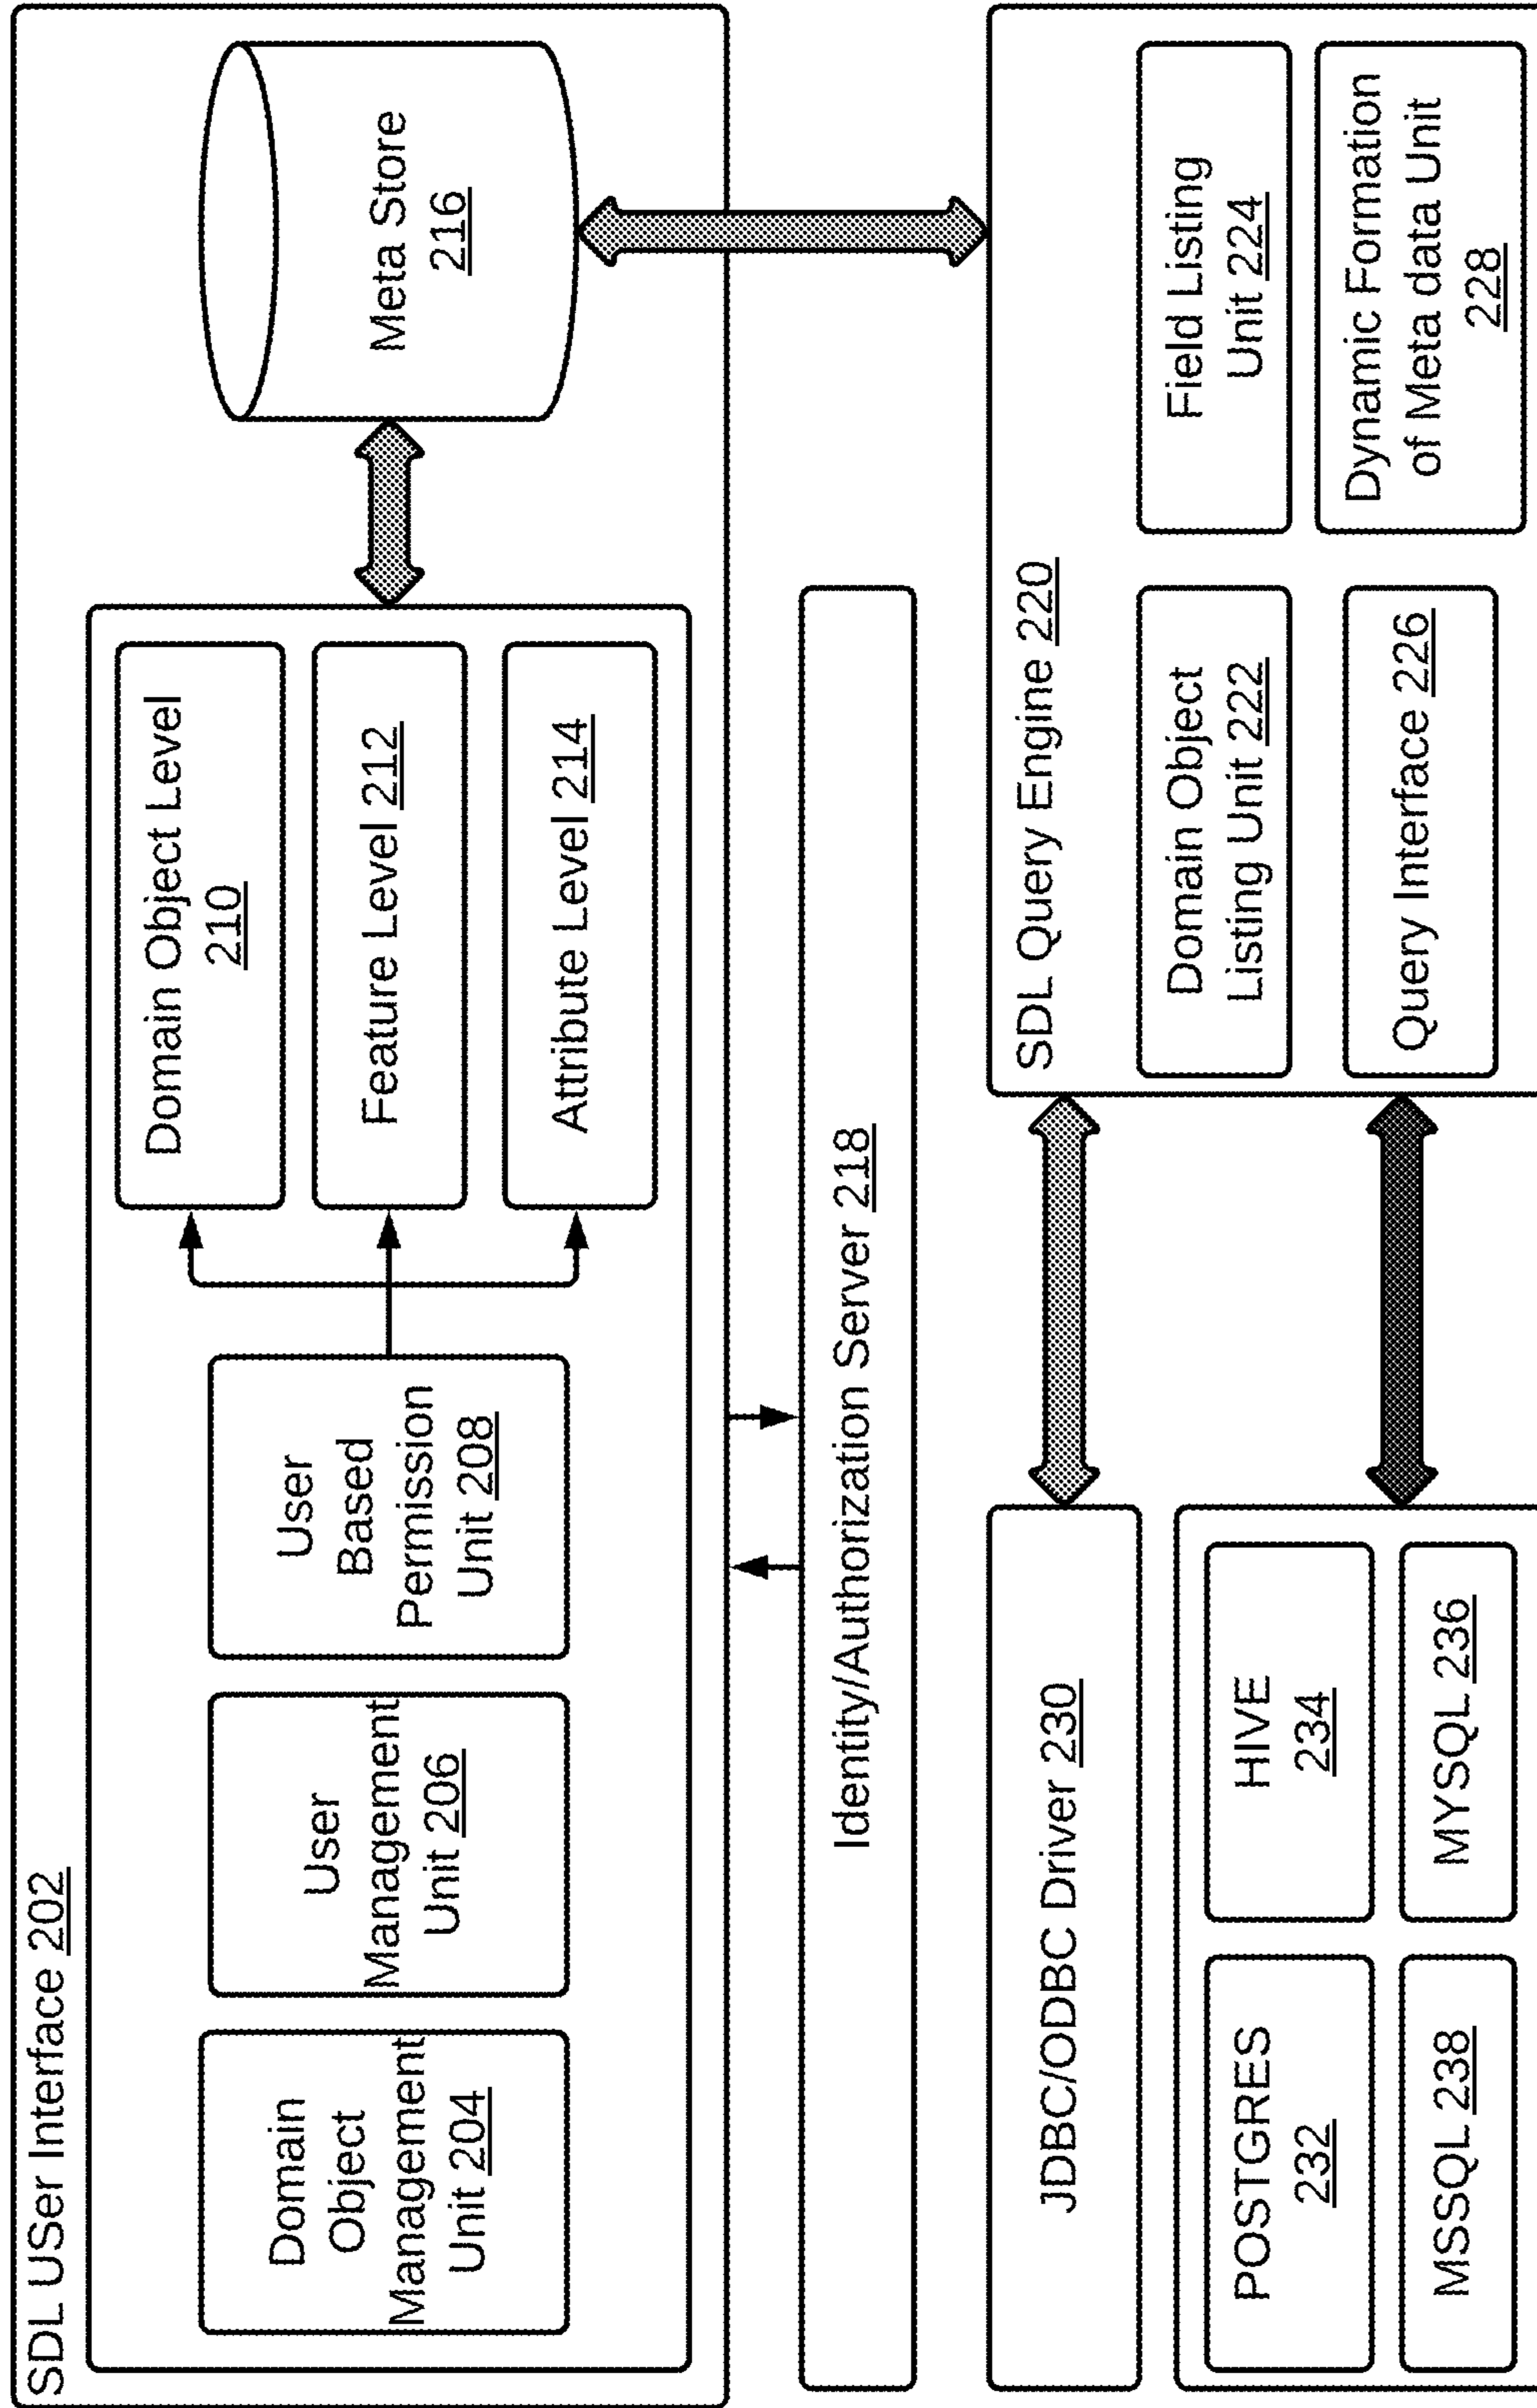 SDL USer Interface 202
Domain
Object
Management
Unit 204
User
Management
Unit 206
User
Based
Permission
Unit 208
Domain Object Level
210
Feature Level 212
Attribute Level 214
Meta Store
216
Identity/Authorization Server 218
JDBC/ODBC Driver 230
POSTGRES
232
HIVE
234
MSSQL 238
MYSQL 236
SDL Query Engine 220
Domain Object
Listing Unit 222
Field Listing
Unit 224
Query Interface 226
Dynamic Formation
of Meta data Unit
228